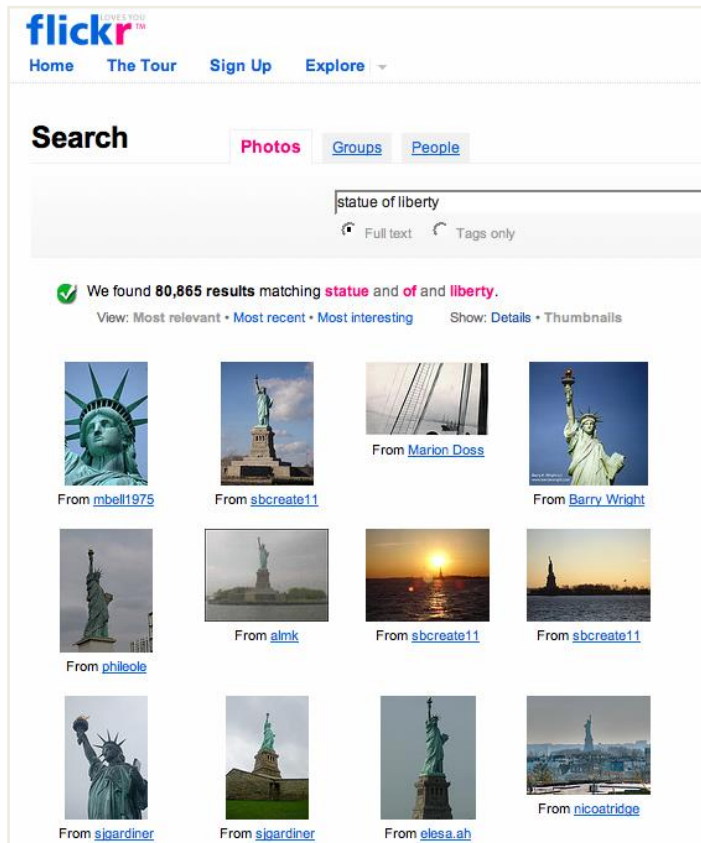 LOVES YOU
flickr™
Home The Tour Sign Up Explore
Search Photos Groups People
statue of liberty
Full text Tags only
We found 80,865 results matching statue and of and liberty.
View: Most relevant • Most recent • Most interesting Show: Details • Thumbnails
From mbell1975 From sbcreate11 From Marion Doss From Barry Wright
From phileole From almk From sbcreate11 From sbcreate11
From sjgardiner From sjgardiner From elesa.ah From nicoatridge